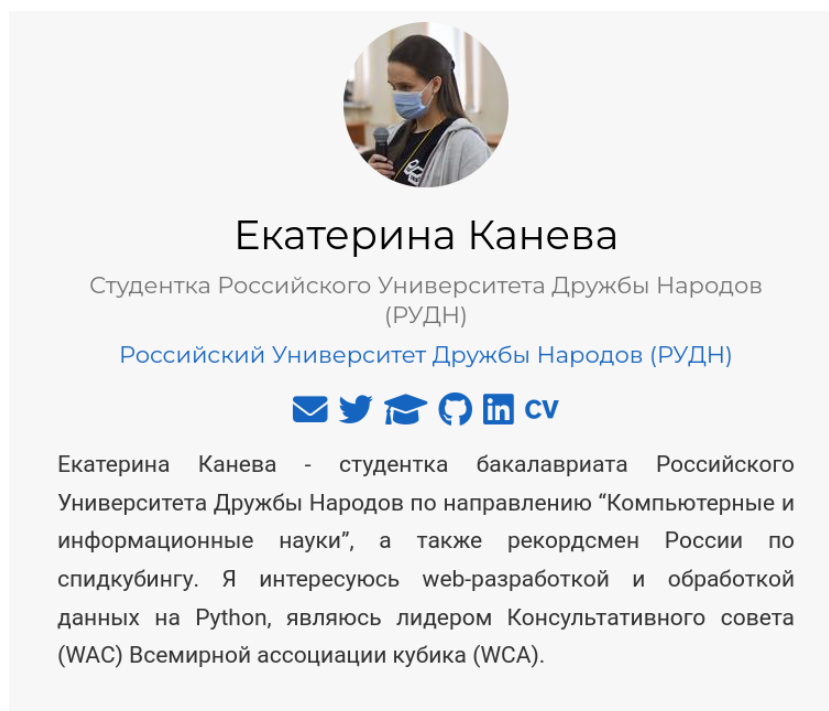 Екатерина Канева
Студентка Российского Университета Дружбы Народов
(РУДН)
Российский Университет Дружбы Народов (РУДН)
CV
Екатерина Канева - студентка бакалавриата Российского
Университета Дружбы Народов по направлению “Компьютерные и
информационные науки”, а также рекордсмен России по
спидкубингу. Я интересуюсь web-разработкой и обработкой
данных на Python, являюсь лидером Консультативного совета
(WAC) Всемирной ассоциации кубика (WCA).